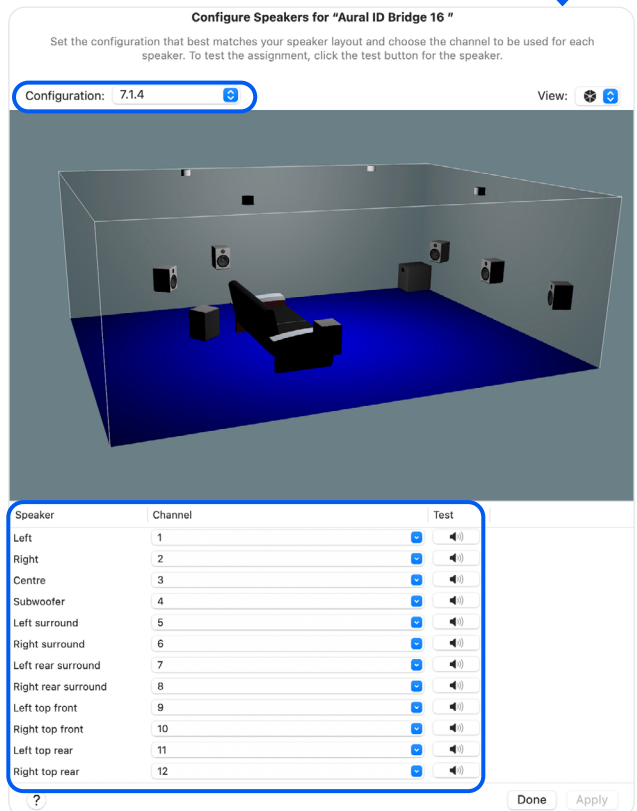 Configure Speakers for “Aural ID Bridge 16 ”
Set the configuration that best matches your speaker layout and choose the channel to be used for each
speaker. To test the assignment, click the test button for the speaker.
Configuration: 7.1.4 View:
Speaker Channel Test
Left 1
Right 2
Centre 3
Subwoofer 4
Left surround 5
Right surround 6
Left rear surround 7
Right rear surround 8
Left top front 9
Right top front 10
Left top rear 11
Right top rear 12
? Done Apply